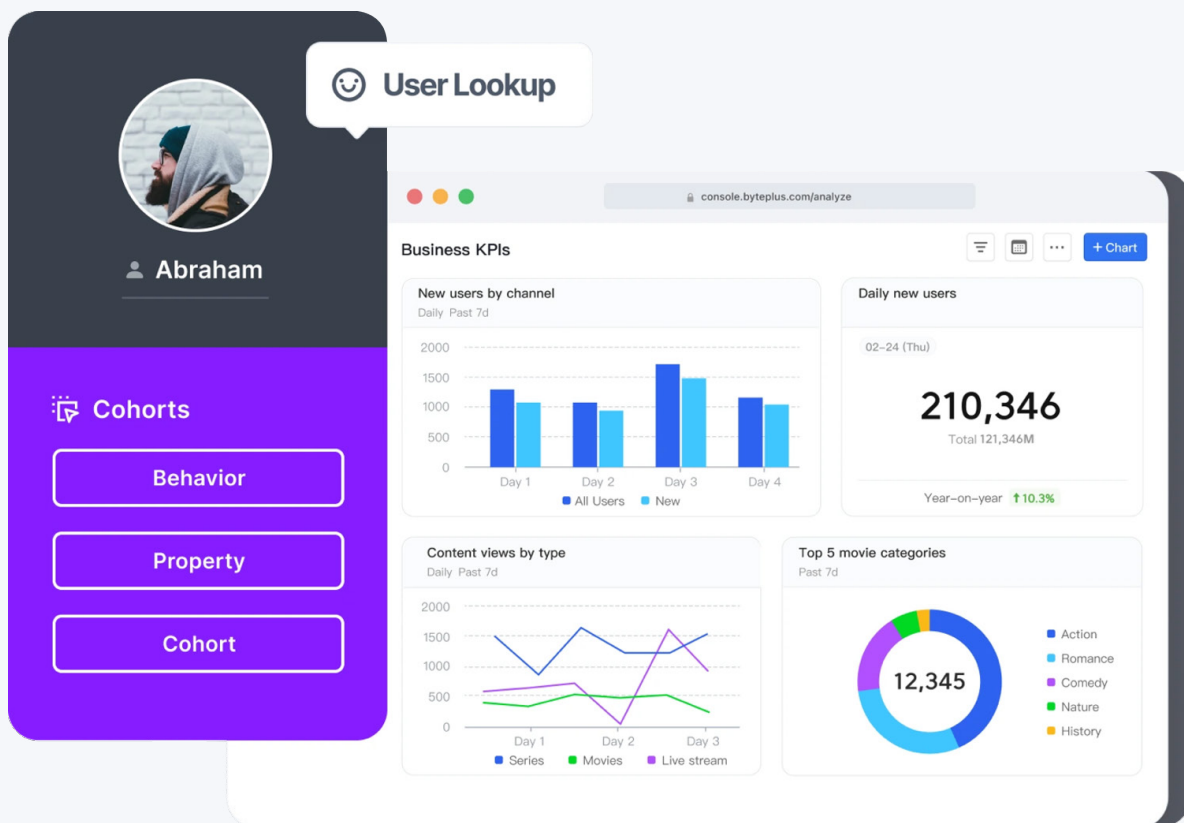 User Lookup
Abraham
Cohorts
Behavior
Property
Cohort
console.byteplus.com/analyze
Business KPIs
+ Chart
New users by channel
Daily Past 7d
2000
1500
1000
500
0
Day 1 Day 2 Day 3 Day 4
All Users New
Daily new users
02-24 (Thu)
210,346
Total 121,346M
Year-on-year ↑10.3%
Content views by type
Daily Past 7d
2000
1500
1000
500
0
Day 1 Day 2 Day 3
Series Movies Live stream
Top 5 movie categories
Past 7d
12,345
Action
Romance
Comedy
Nature
History